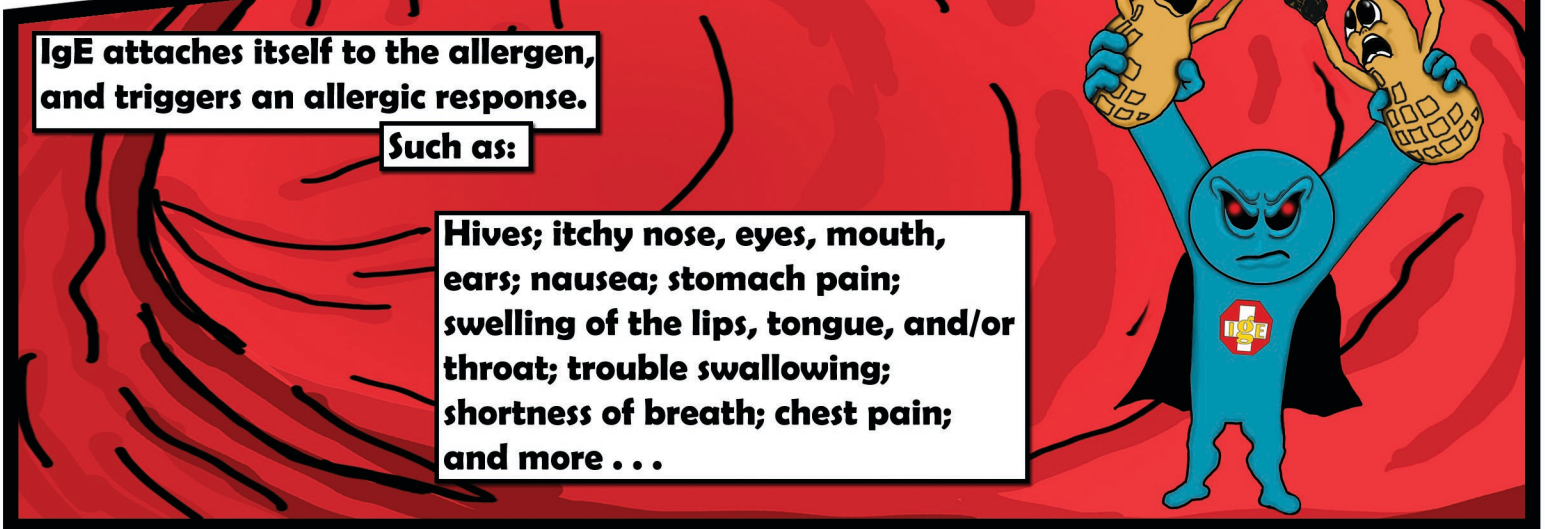 IgE attaches itself to the allergen,
and triggers an allergic response.
Such as:
Hives; itchy nose, eyes, mouth,
ears; nausea; stomach pain;
swelling of the lips, tongue, and/or
throat; trouble swallowing;
shortness of breath; chest pain;
and more . . .
IgE